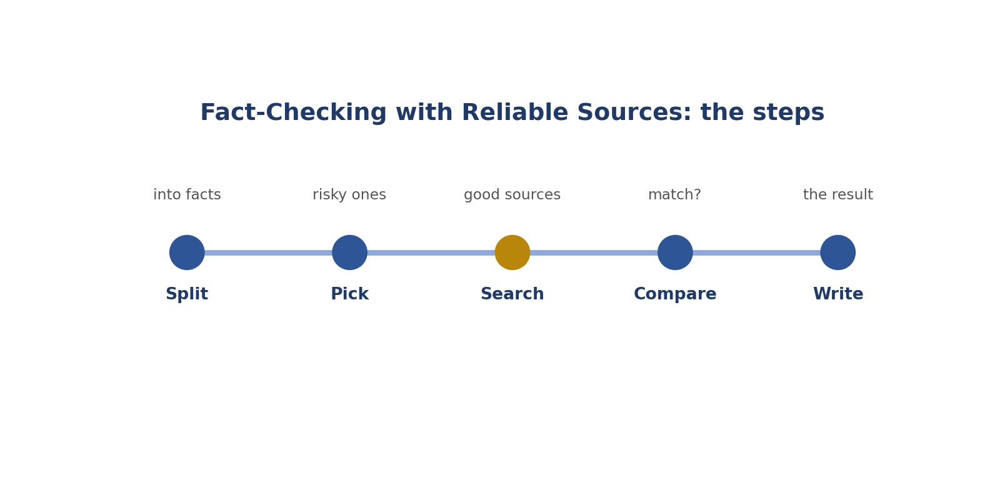 Fact-Checking with Reliable Sources: the steps
into facts
risky ones
good sources
match?
the result
Split
Pick
Search
Compare
Write